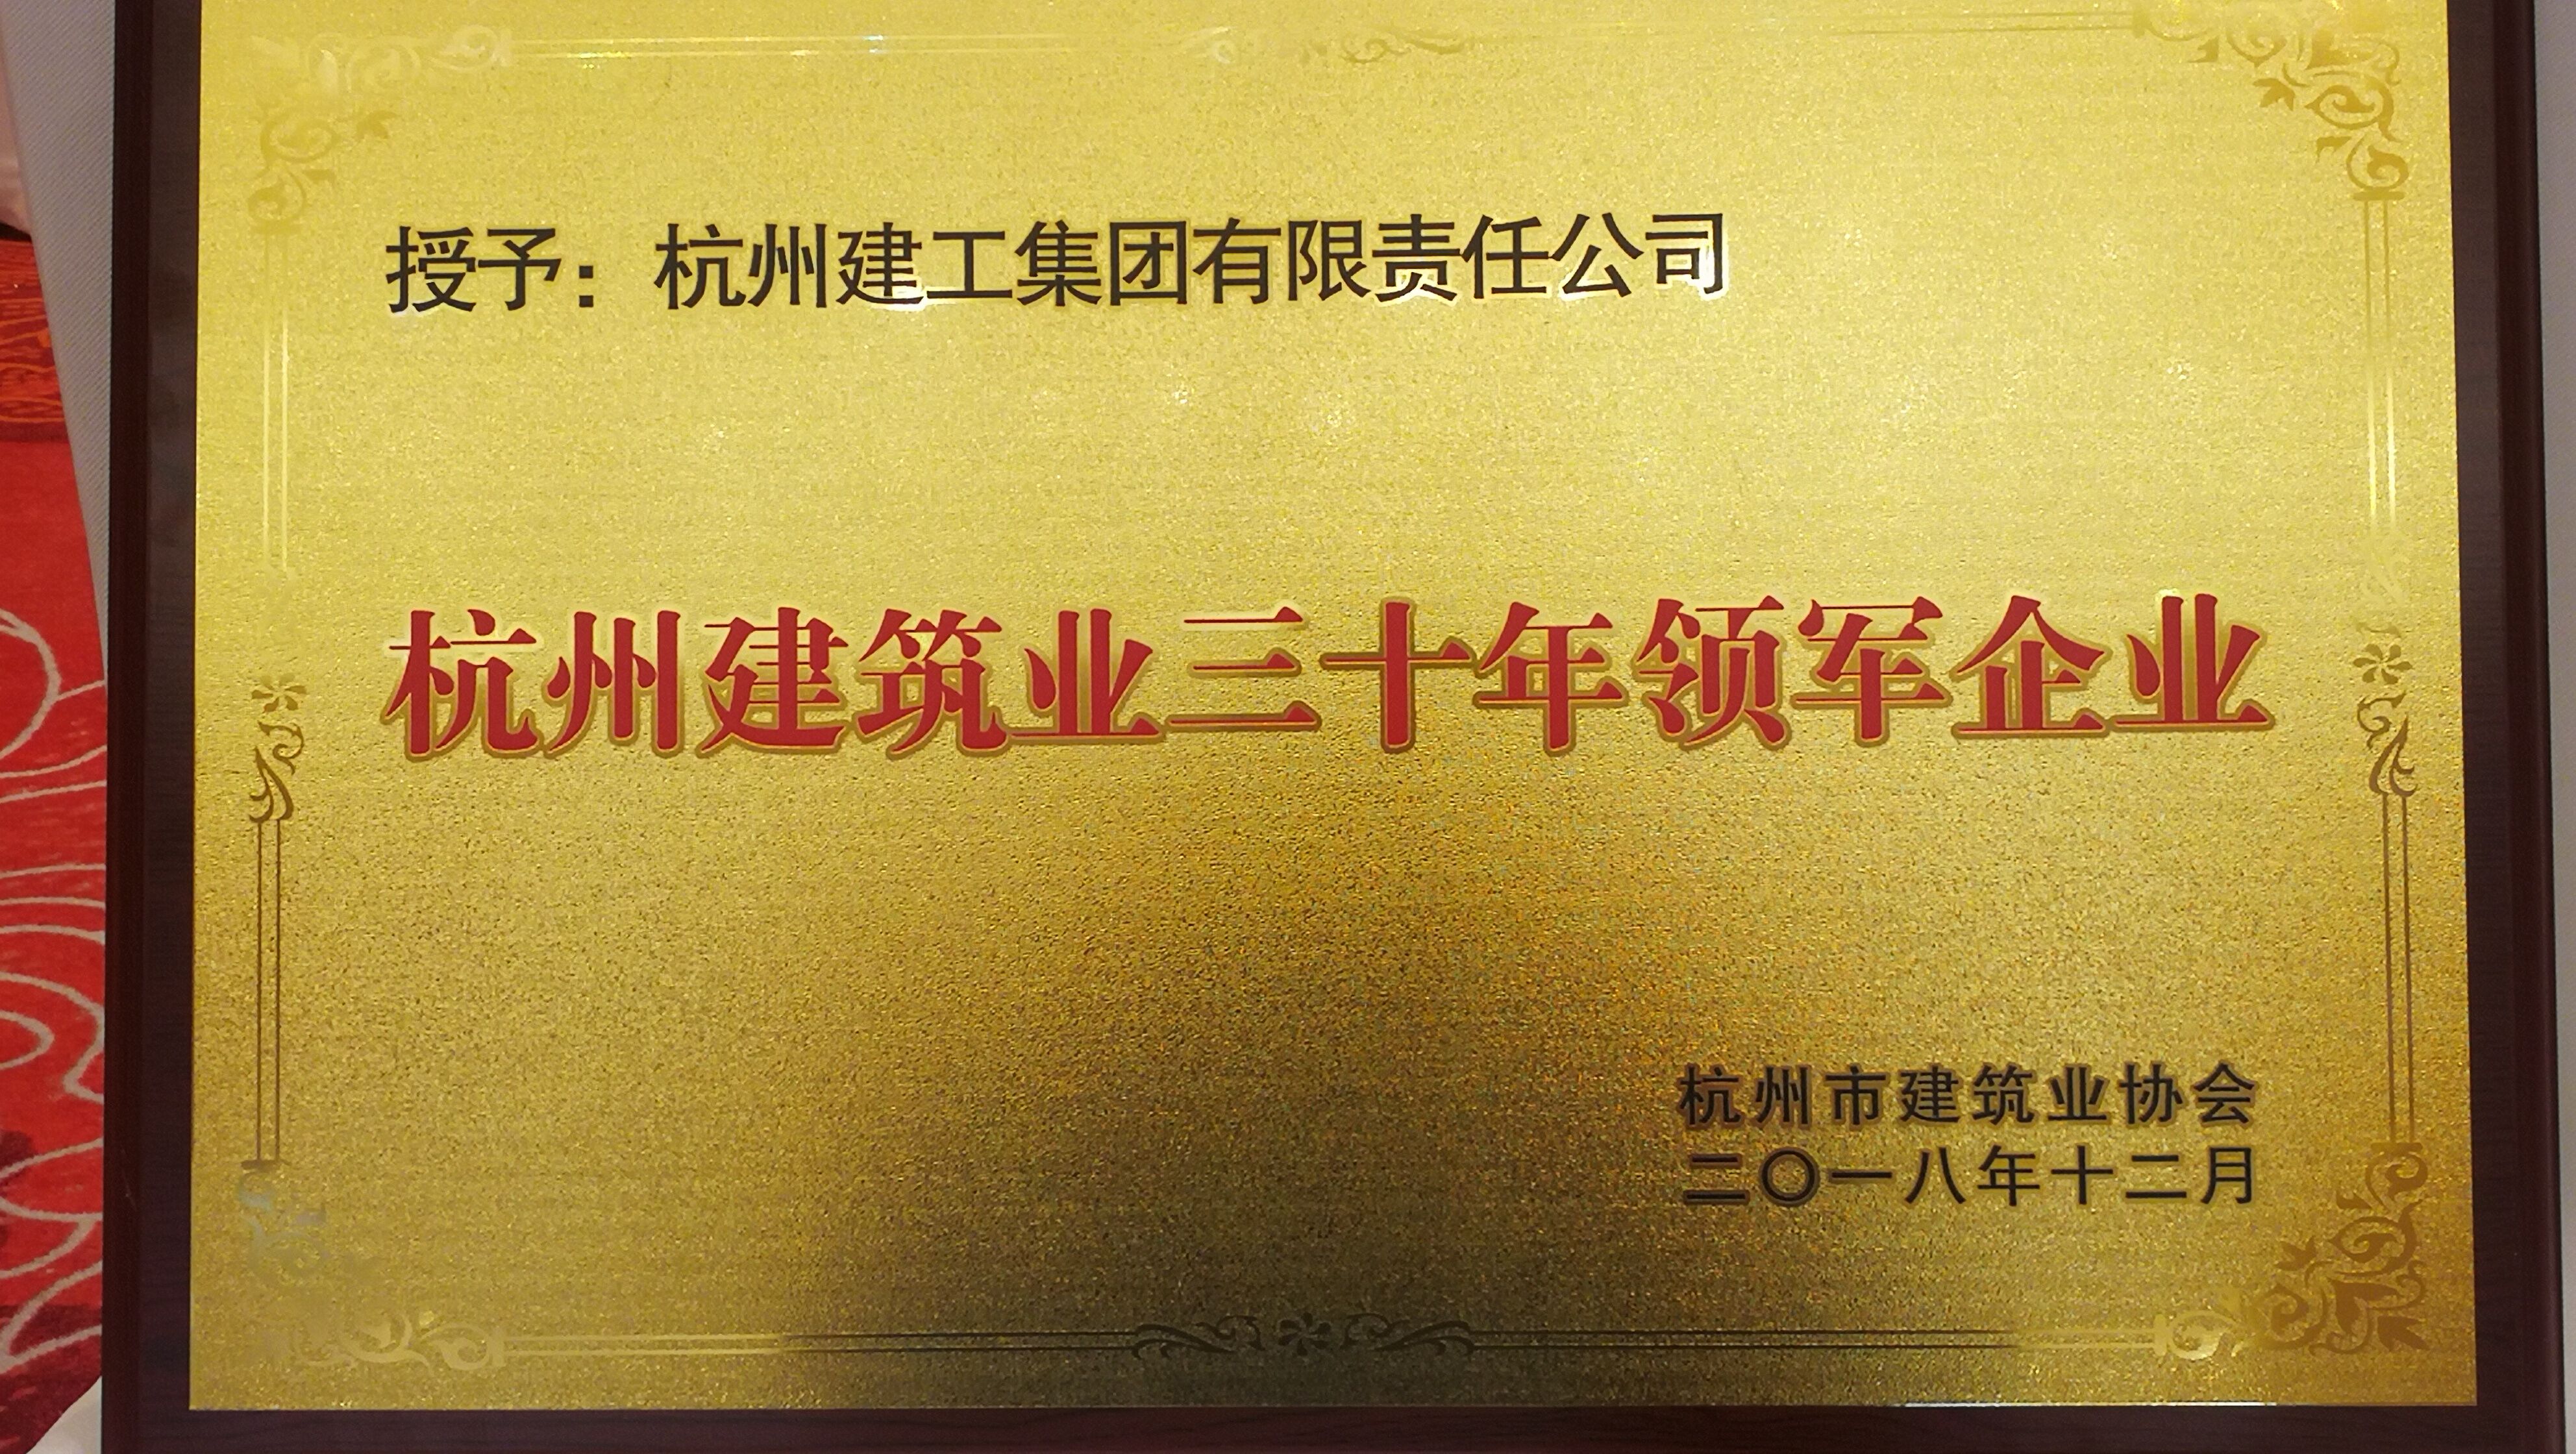 授予：杭州建工集团有限责任公司
杭州建筑业三十年领军企业
杭州市建筑业协会
二〇一八年十二月